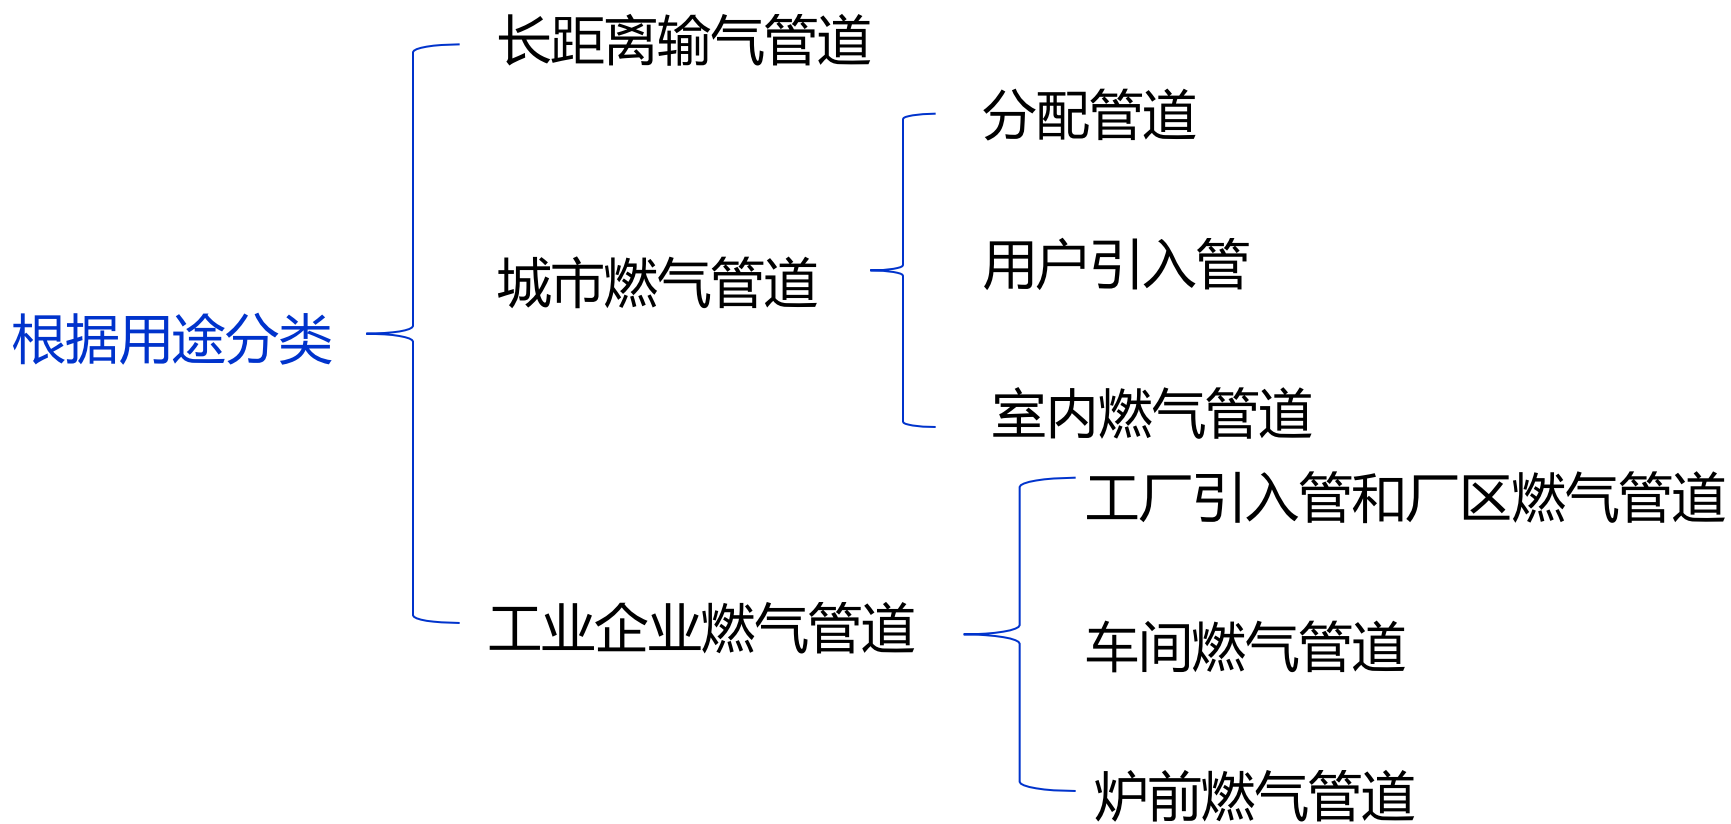 根据用途分类
长距离输气管道
城市燃气管道
分配管道
用户引入管
室内燃气管道
工业企业燃气管道
工厂引入管和厂区燃气管道
车间燃气管道
炉前燃气管道